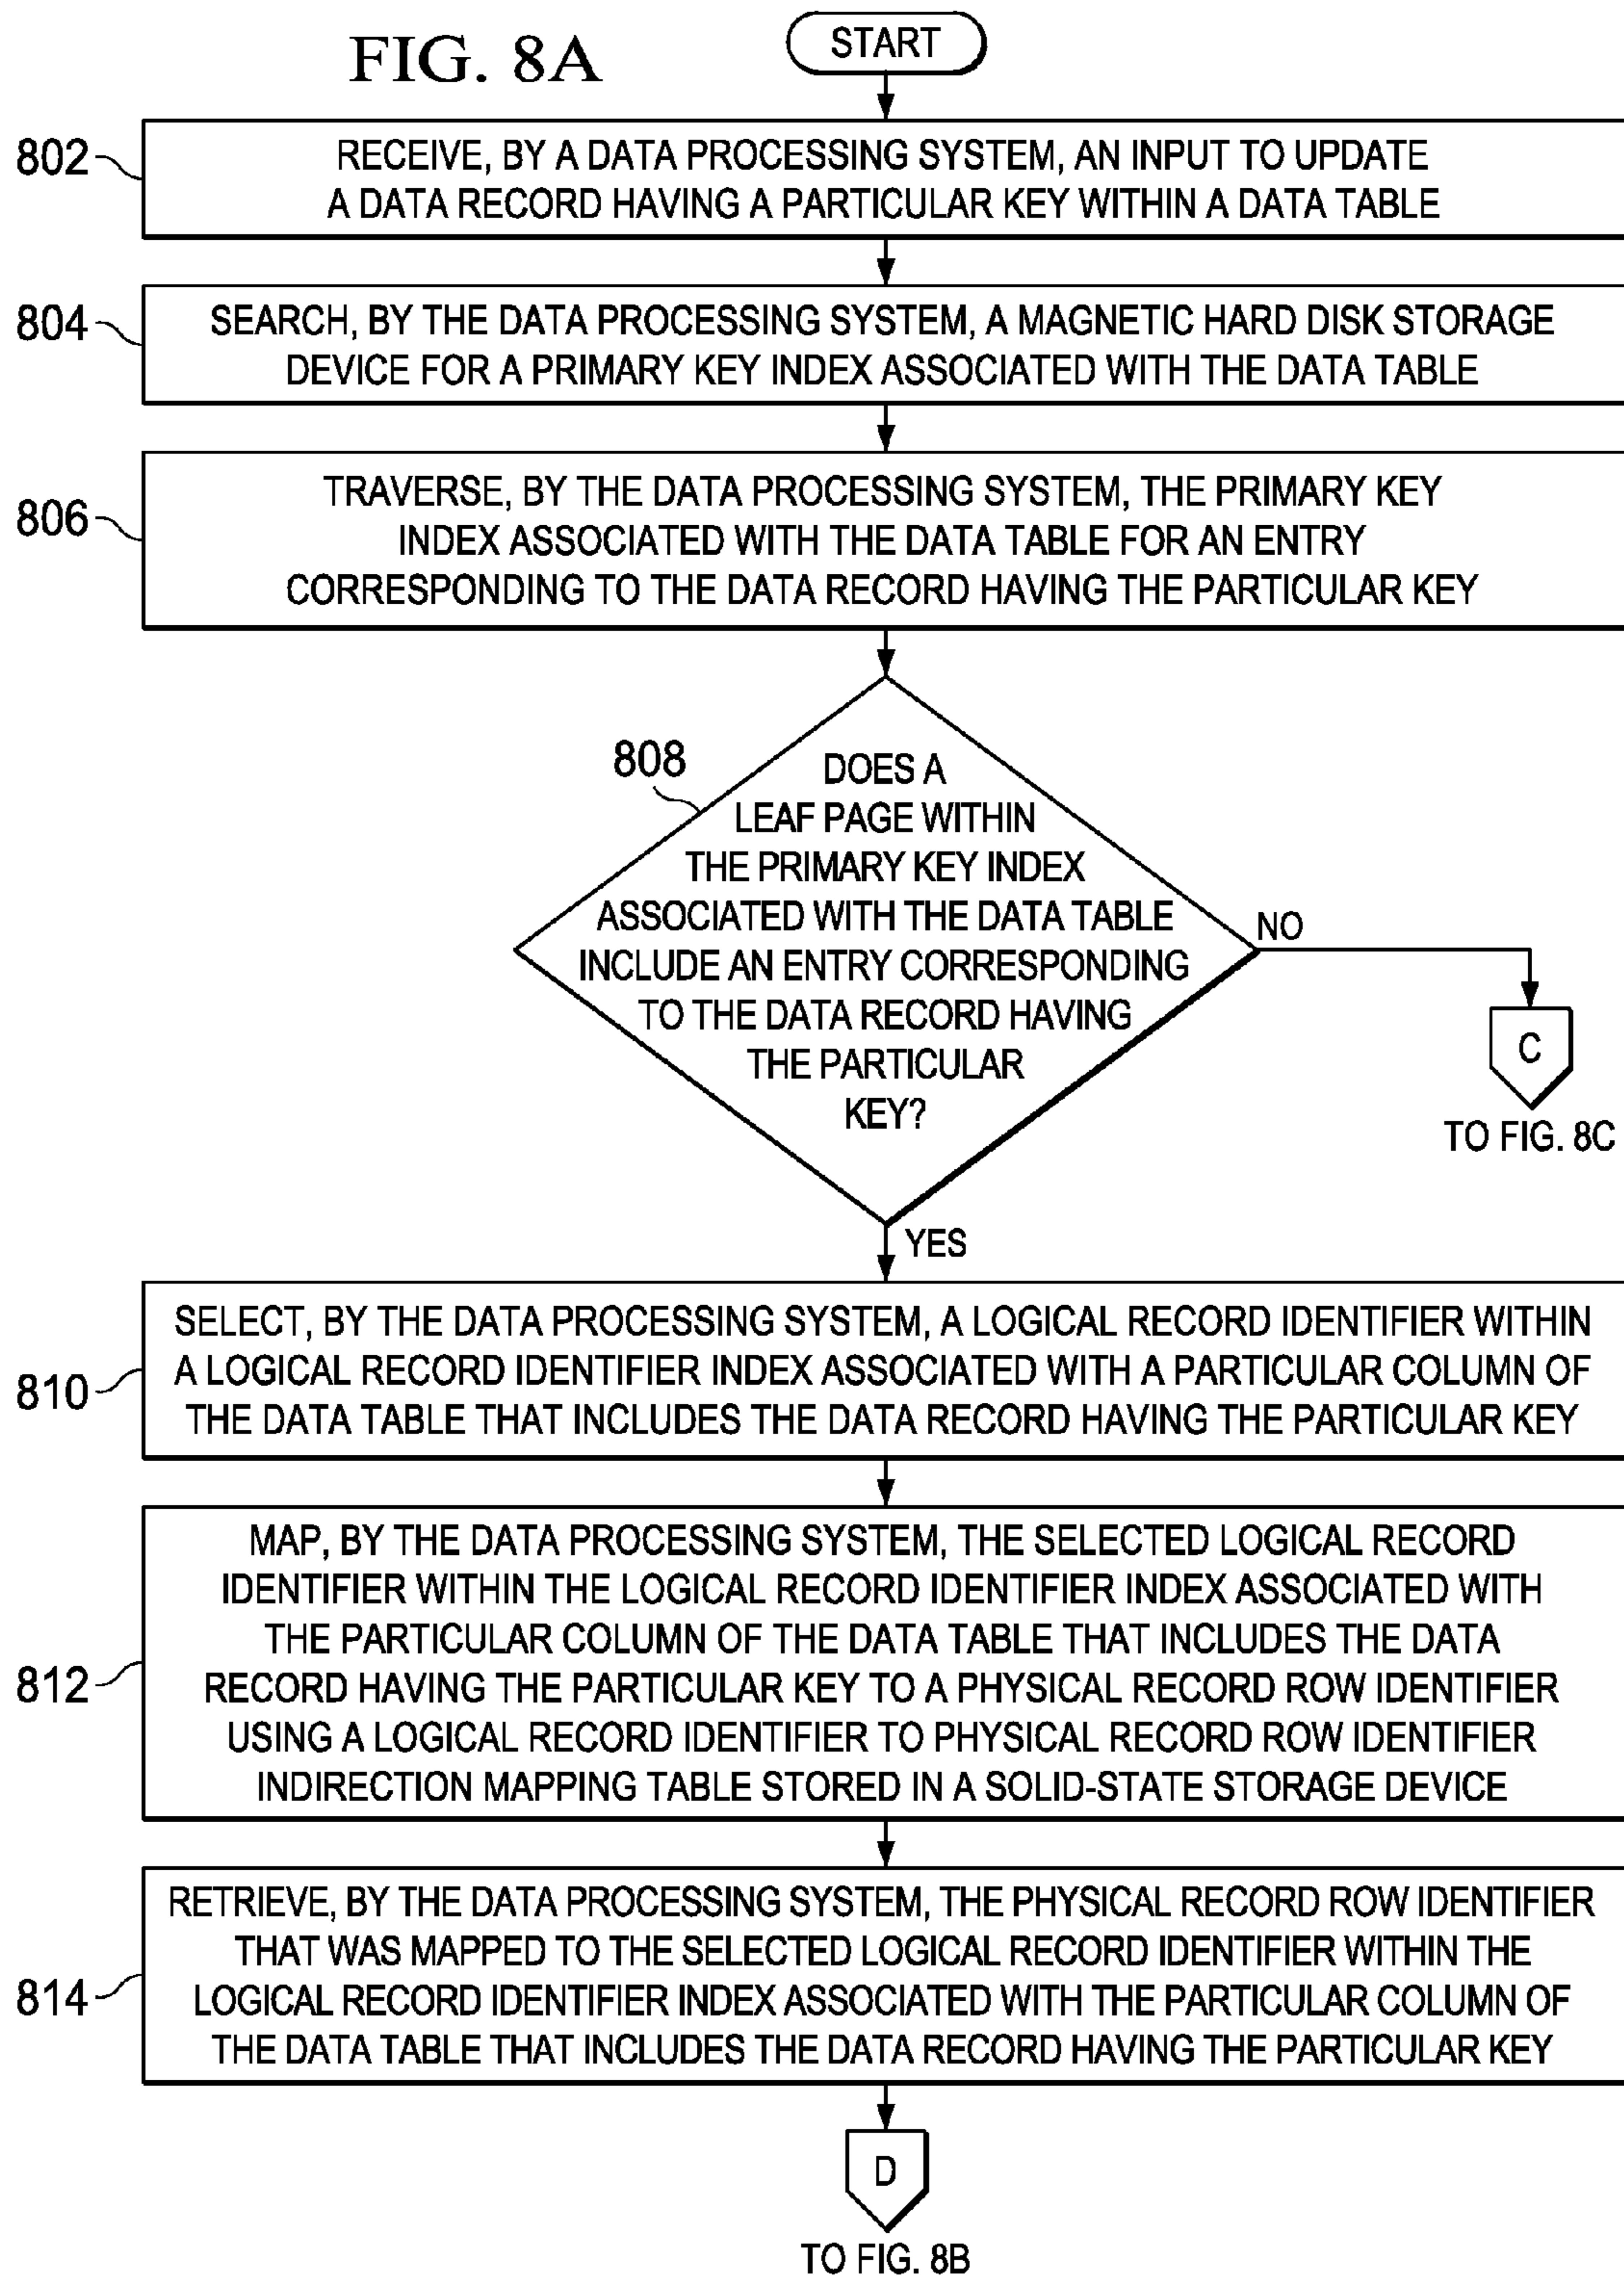 FIG. 8A
START
802
RECEIVE, BY A DATA PROCESSING SYSTEM, AN INPUT TO UPDATE
A DATA RECORD HAVING A PARTICULAR KEY WITHIN A DATA TABLE
804
SEARCH, BY THE DATA PROCESSING SYSTEM, A MAGNETIC HARD DISK STORAGE
DEVICE FOR A PRIMARY KEY INDEX ASSOCIATED WITH THE DATA TABLE
806
TRAVERSE, BY THE DATA PROCESSING SYSTEM, THE PRIMARY KEY
INDEX ASSOCIATED WITH THE DATA TABLE FOR AN ENTRY
CORRESPONDING TO THE DATA RECORD HAVING THE PARTICULAR KEY
808
DOES A
LEAF PAGE WITHIN
THE PRIMARY KEY INDEX
ASSOCIATED WITH THE DATA TABLE
INCLUDE AN ENTRY CORRESPONDING
TO THE DATA RECORD HAVING
THE PARTICULAR
KEY?
NO
C
TO FIG. 8C
YES
810
SELECT, BY THE DATA PROCESSING SYSTEM, A LOGICAL RECORD IDENTIFIER WITHIN
A LOGICAL RECORD IDENTIFIER INDEX ASSOCIATED WITH A PARTICULAR COLUMN OF
THE DATA TABLE THAT INCLUDES THE DATA RECORD HAVING THE PARTICULAR KEY
812
MAP, BY THE DATA PROCESSING SYSTEM, THE SELECTED LOGICAL RECORD
IDENTIFIER WITHIN THE LOGICAL RECORD IDENTIFIER INDEX ASSOCIATED WITH
THE PARTICULAR COLUMN OF THE DATA TABLE THAT INCLUDES THE DATA
RECORD HAVING THE PARTICULAR KEY TO A PHYSICAL RECORD ROW IDENTIFIER
USING A LOGICAL RECORD IDENTIFIER TO PHYSICAL RECORD ROW IDENTIFIER
INDIRECTION MAPPING TABLE STORED IN A SOLID-STATE STORAGE DEVICE
814
RETRIEVE, BY THE DATA PROCESSING SYSTEM, THE PHYSICAL RECORD ROW IDENTIFIER
THAT WAS MAPPED TO THE SELECTED LOGICAL RECORD IDENTIFIER WITHIN THE
LOGICAL RECORD IDENTIFIER INDEX ASSOCIATED WITH THE PARTICULAR COLUMN OF
THE DATA TABLE THAT INCLUDES THE DATA RECORD HAVING THE PARTICULAR KEY
D
TO FIG. 8B